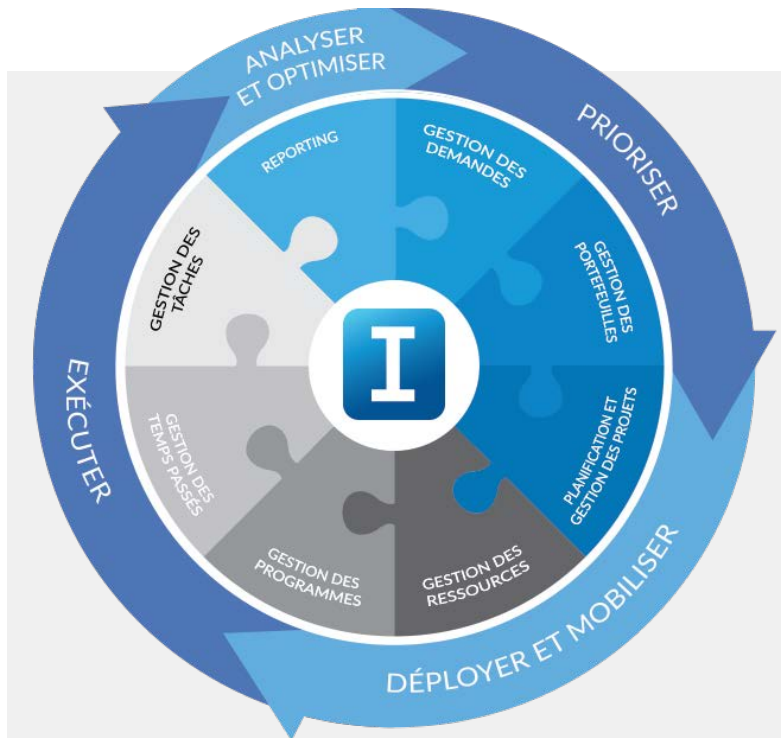 ANALYSER
ET OPTIMISER
PRIORISER
DÉPLOYER ET MOBILISER
EXÉCUTER
REPORTING
GESTION DES
DEMANDES
GESTION DES
PORTEFEUILLES
PLANIFICATION ET
GESTION DES PROJETS
GESTION DES
RESSOURCES
GESTION DES
PROGRAMMES
GESTION DES
TEMPS PASSÉS
GESTION DES
TÂCHES
I